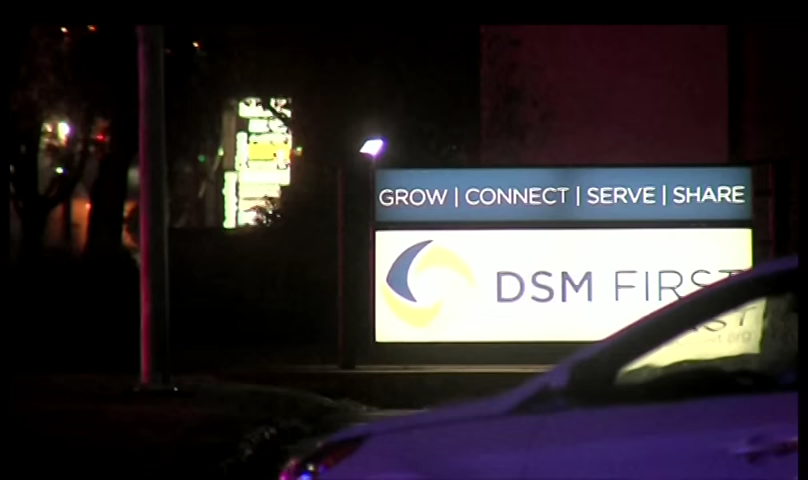 GROW | CONNECT | SERVE | SHARE
DSM FIRST